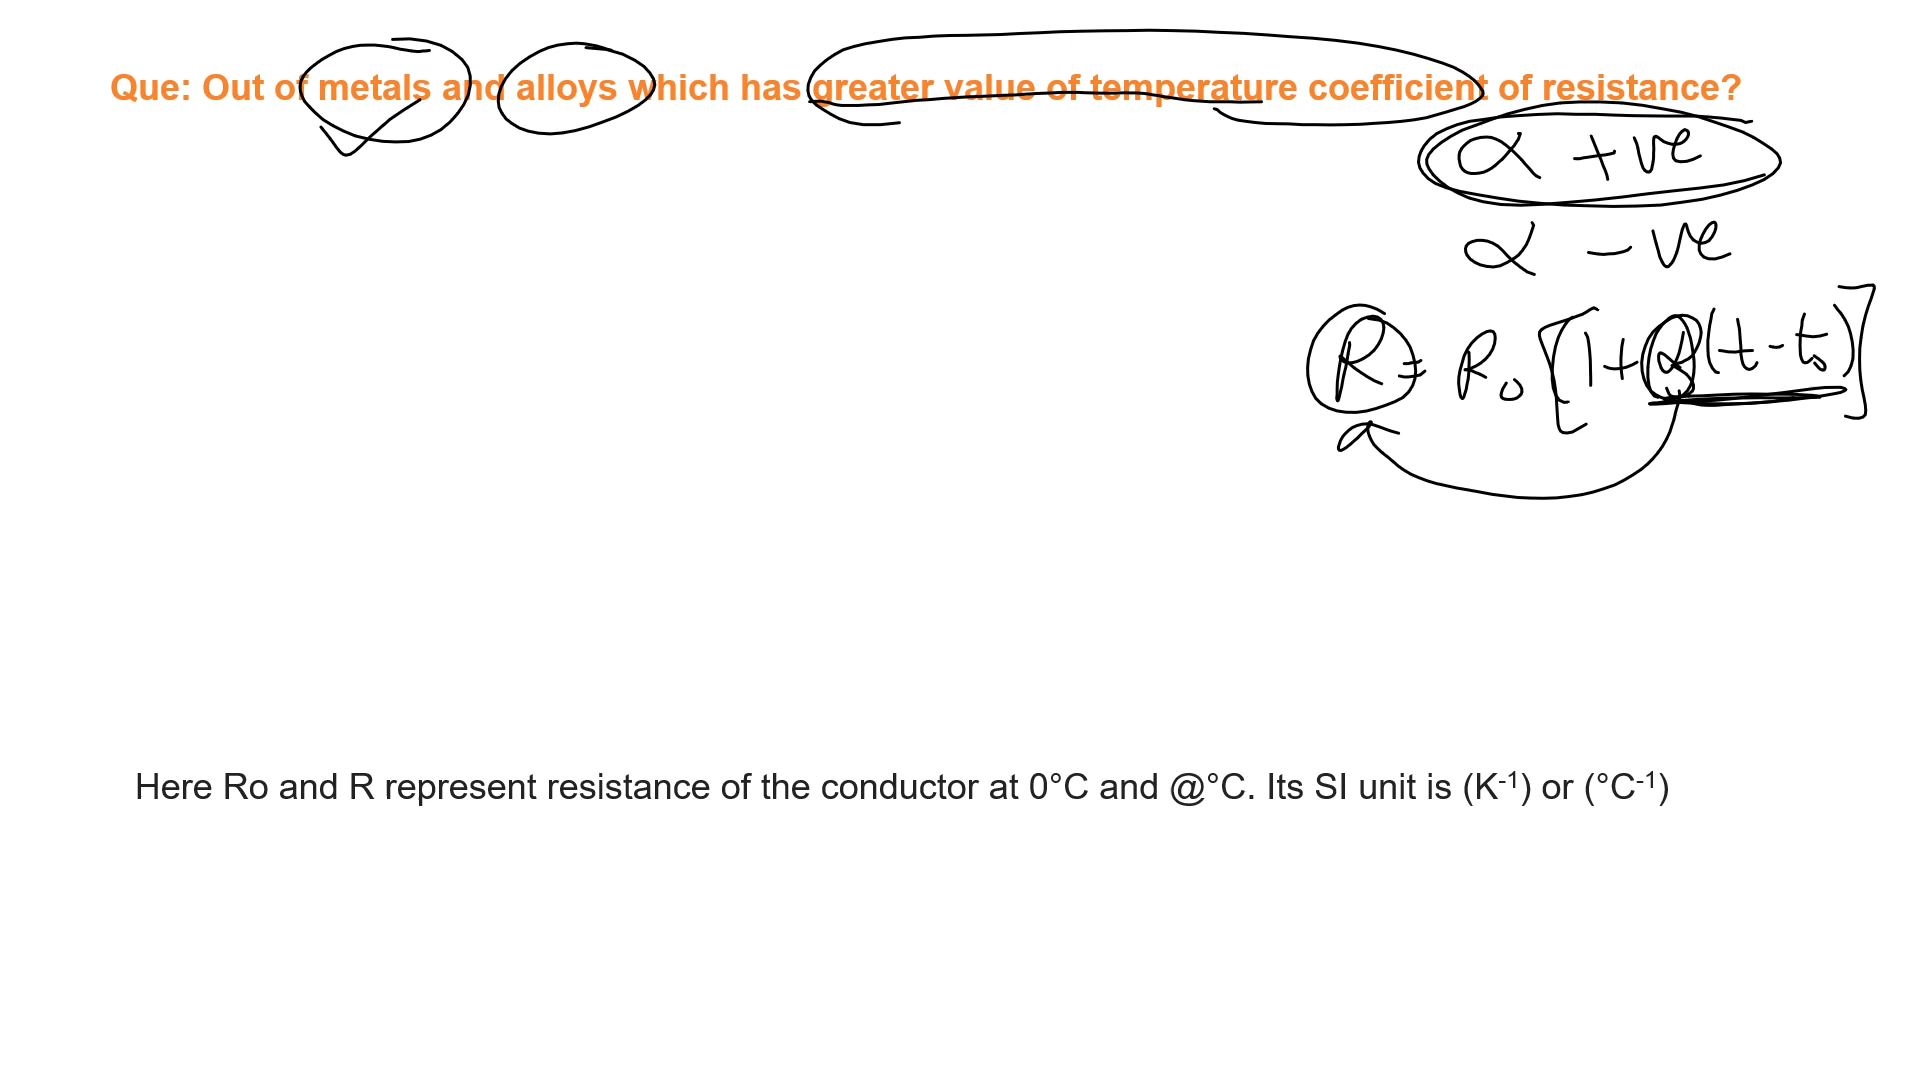 Que: Out of metals and alloys which has greater value of temperature coefficient of resistance?
α +ve
α -ve
R = R₀ [1+α(t-t₀)]
Here Ro and R represent resistance of the conductor at 0°C and @°C. Its SI unit is (K⁻¹) or (°C⁻¹)